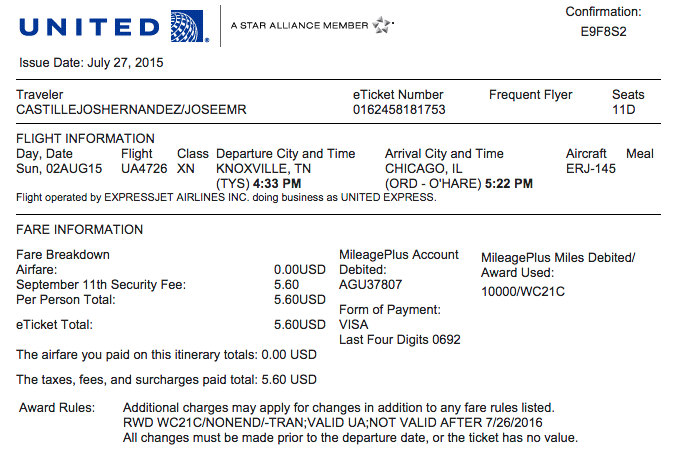 UNITED
A STAR ALLIANCE MEMBER
Confirmation:
E9F8S2
Issue Date: July 27, 2015
Traveler eTicket Number Frequent Flyer Seats
CASTILLEJOSHERNANDEZ/JOSEEMR 0162458181753 11D
FLIGHT INFORMATION
Day, Date Flight Class Departure City and Time Arrival City and Time Aircraft Meal
Sun, 02AUG15 UA4726 XN KNOXVILLE, TN CHICAGO, IL ERJ-145
(TYS) 4:33 PM (ORD - O'HARE) 5:22 PM
Flight operated by EXPRESSJET AIRLINES INC. doing business as UNITED EXPRESS.
FARE INFORMATION
Fare Breakdown
Airfare: 0.00USD
September 11th Security Fee: 5.60
Per Person Total: 5.60USD
eTicket Total: 5.60USD
MileagePlus Account
Debited:
AGU37807
Form of Payment:
VISA
Last Four Digits 0692
MileagePlus Miles Debited/
Award Used:
10000/WC21C
The airfare you paid on this itinerary totals: 0.00 USD
The taxes, fees, and surcharges paid total: 5.60 USD
Award Rules: Additional charges may apply for changes in addition to any fare rules listed.
RWD WC21C/NONEND/-TRAN;VALID UA;NOT VALID AFTER 7/26/2016
All changes must be made prior to the departure date, or the ticket has no value.